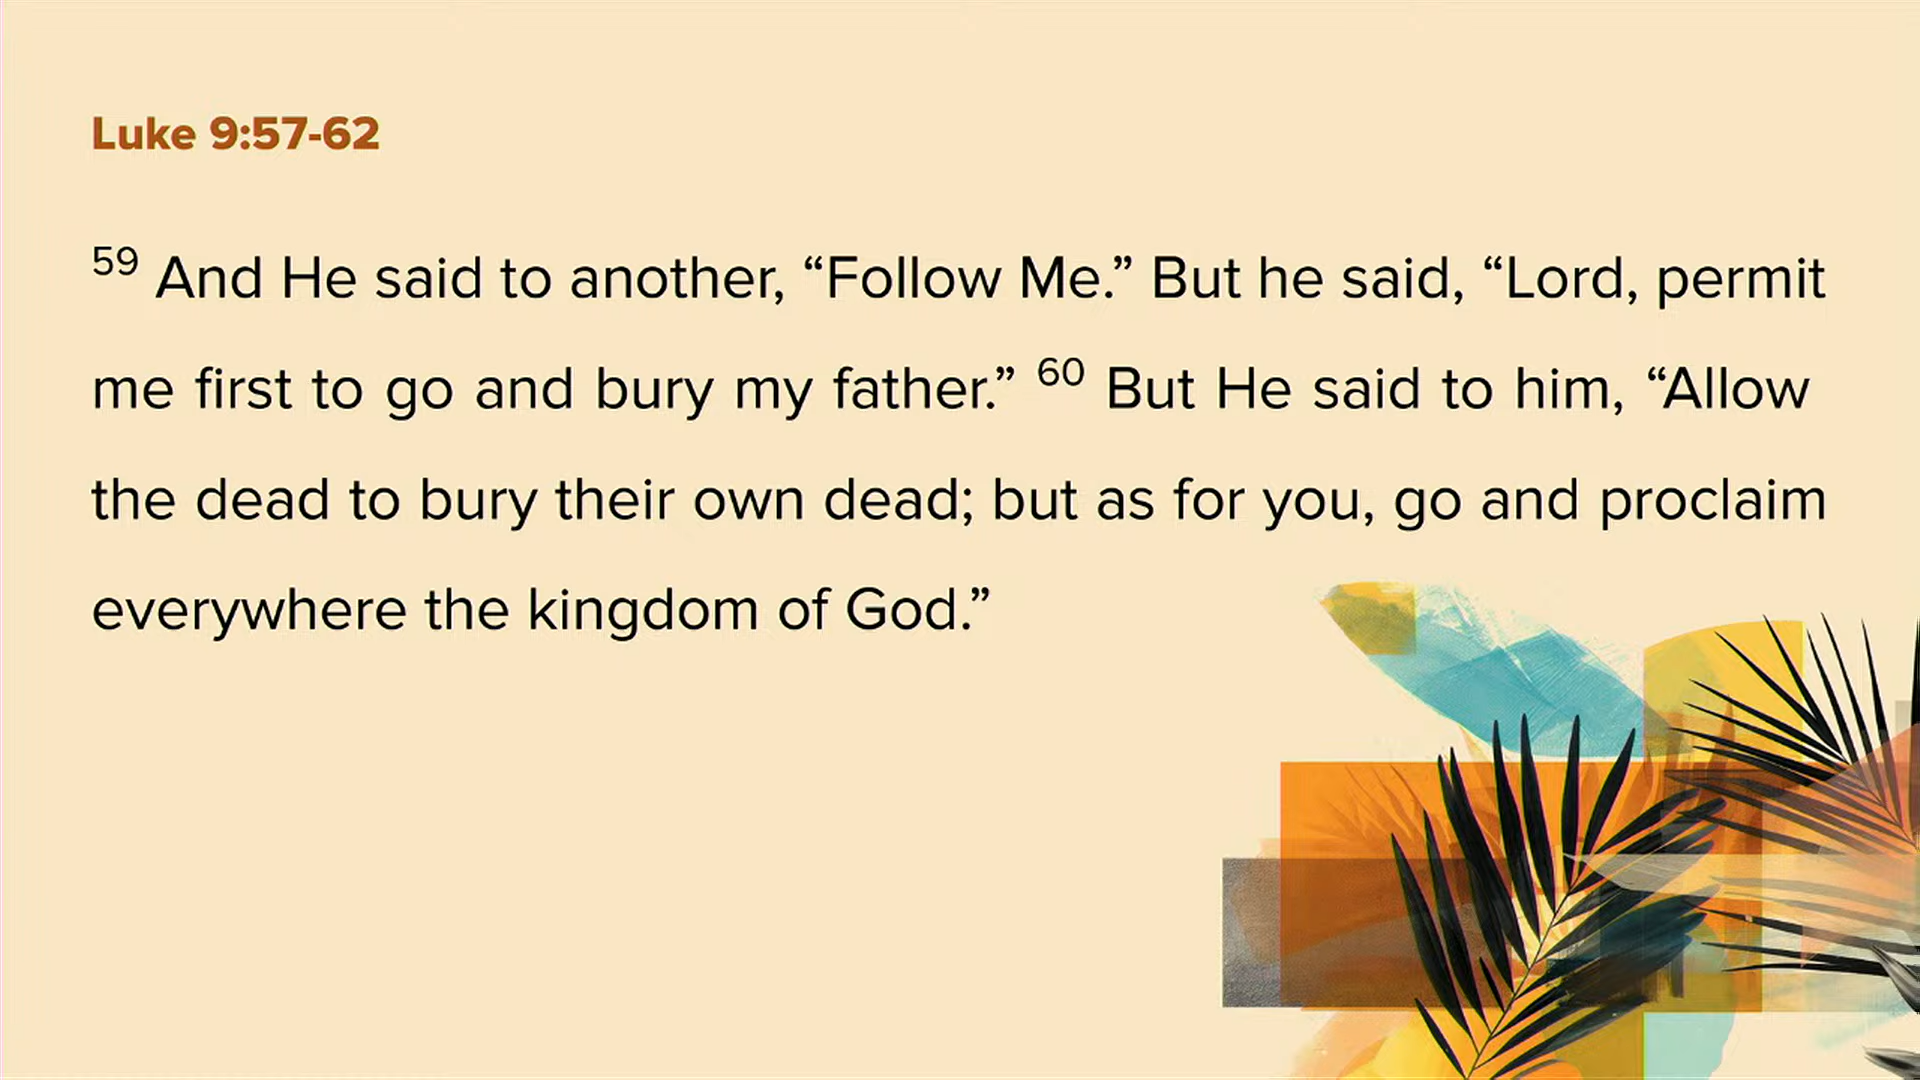 Luke 9:57-62
59 And He said to another, “Follow Me.” But he said, “Lord, permit
me first to go and bury my father.” 60 But He said to him, “Allow
the dead to bury their own dead; but as for you, go and proclaim
everywhere the kingdom of God.”